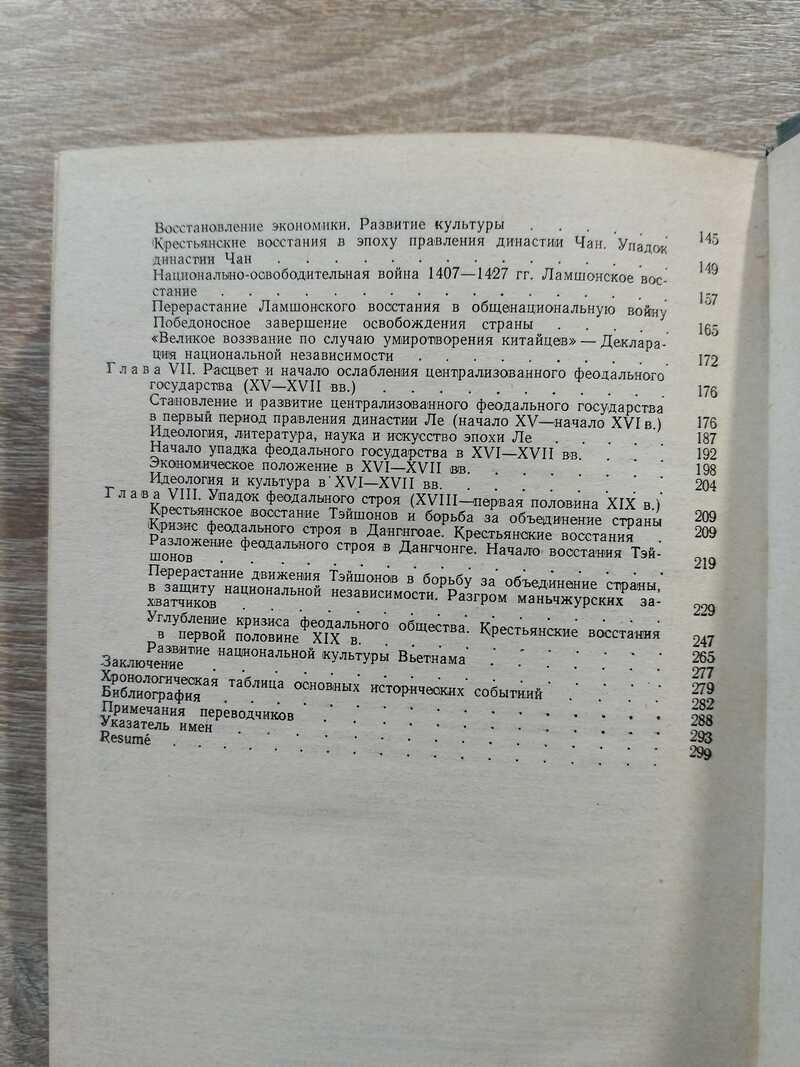 Восстановление экономики. Развитие культуры . . . . . . 145
Крестьянские восстания в эпоху правления династии Чан. Упадок
династии Чан . . . . . . . . . . . . . . 149
Национально-освободительная война 1407—1427 гг. Ламшонское вос-
стание . . . . . . . . . . . . . . . . 157
Перерастание Ламшонского восстания в общенациональную войну
Победоносное завершение освобождения страны . . . . . 165
«Великое воззвание по случаю умиротворения китайцев» — Деклара-
ция национальной независимости . . . . . . . . . 172
Глава VII. Расцвет и начало ослабления централизованного феодального
государства (XV—XVII вв.) . . . . . . . . . . . 176
Становление и развитие централизованного феодального государства
в первый период правления династии Ле (начало XV—начало XVI в.) 176
Идеология, литература, наука и искусство эпохи Ле . . . . . 187
Начало упадка феодального государства в XVI—XVII вв. . . . . 192
Экономическое положение в XVI—XVII вв. . . . . . . . 198
Идеология и культура в XVI—XVII вв. . . . . . . . . 204
Глава VIII. Упадок феодального строя (XVIII—первая половина XIX в.)
Крестьянское восстание Тэйшонов и борьба за объединение страны 209
Кризис феодального строя в Дангнгоае. Крестьянские восстания . 209
Разложение феодального строя в Дангчонге. Начало восстания Тэй-
шонов . . . . . . . . . . . . . . . . 219
Перерастание движения Тэйшонов в борьбу за объединение страны,
в защиту национальной независимости. Разгром маньчжурских за-
хватчиков . . . . . . . . . . . . . . . 229
Углубление кризиса феодального общества. Крестьянские восстания
в первой половине XIX в. . . . . . . . . . . . 247
Развитие национальной культуры Вьетнама . . . . . . . 265
Заключение . . . . . . . . . . . . . . . 277
Хронологическая таблица основных исторических событий . . . . 279
Библиография . . . . . . . . . . . . . . . 282
Примечания переводчиков . . . . . . . . . . . . 288
Указатель имен . . . . . . . . . . . . . . 293
Resumé . . . . . . . . . . . . . . . . 299